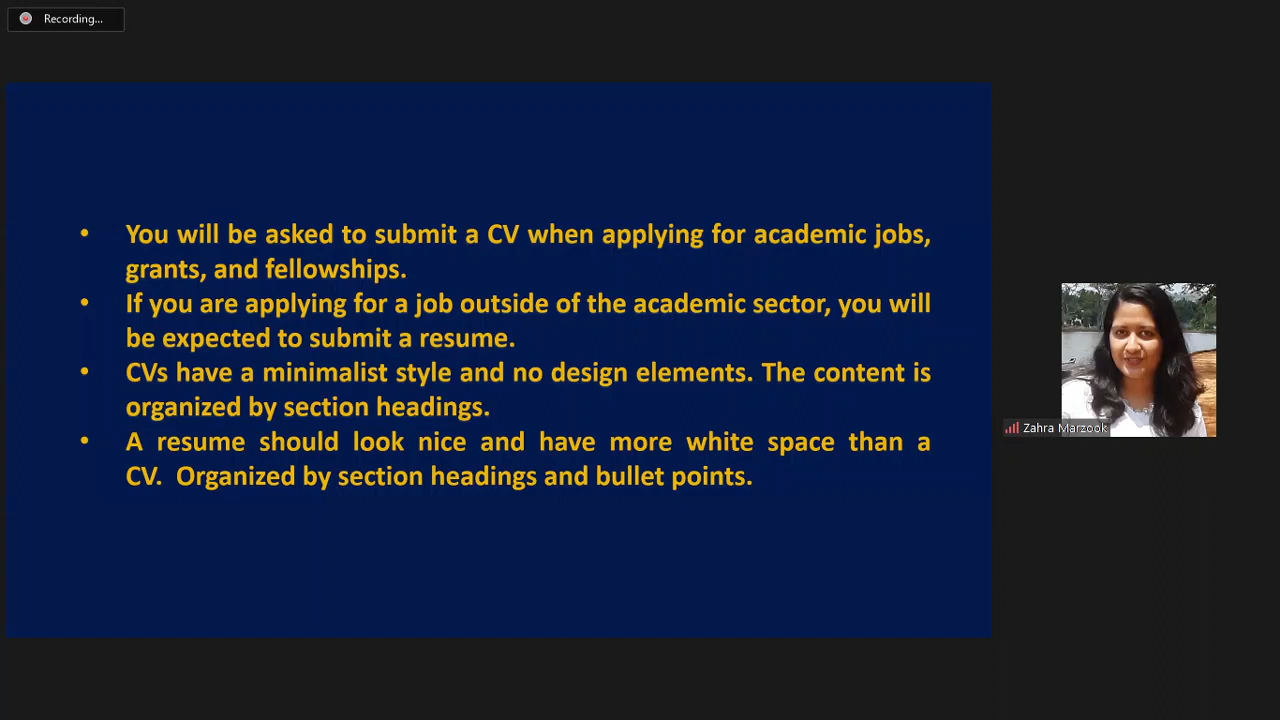 Recording...
• You will be asked to submit a CV when applying for academic jobs,
grants, and fellowships.
• If you are applying for a job outside of the academic sector, you will
be expected to submit a resume.
• CVs have a minimalist style and no design elements. The content is
organized by section headings.
• A resume should look nice and have more white space than a
CV.  Organized by section headings and bullet points.
Zahra Marzook